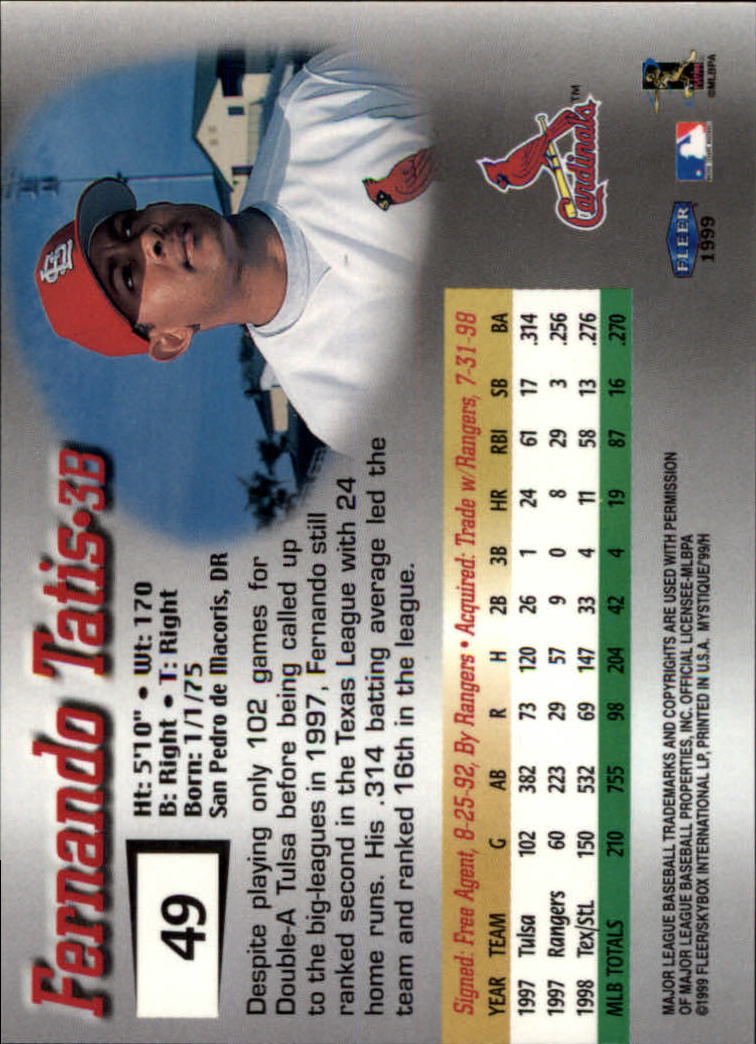 Fernando Tatis•3B
49
Ht: 5'10" • Wt: 170
B: Right • T: Right
Born: 1/1/75
San Pedro de Macoris, DR
Despite playing only 102 games for
Double-A Tulsa before being called up
to the big-leagues in 1997, Fernando still
ranked second in the Texas League with 24
home runs. His .314 batting average led the
team and ranked 16th in the league.
Signed: Free Agent, 8-25-92, By Rangers • Acquired: Trade w/Rangers, 7-31-98
YEAR TEAM G AB R H 2B 3B HR RBI SB BA
1997 Tulsa 102 382 73 120 26 1 24 61 17 .314
1997 Rangers 60 223 29 57 9 0 8 29 3 .256
1998 Tex/StL 150 532 69 147 33 4 11 58 13 .276
MLB TOTALS 210 755 98 204 42 4 19 87 16 .270
Cardinals™
©MLBPA
FLEER
1999
MAJOR LEAGUE BASEBALL TRADEMARKS AND COPYRIGHTS ARE USED WITH PERMISSION
OF MAJOR LEAGUE BASEBALL PROPERTIES, INC. OFFICIAL LICENSEE-MLBPA
©1999 FLEER/SKYBOX INTERNATIONAL LP, PRINTED IN U.S.A. MYSTIQUE/'99/H